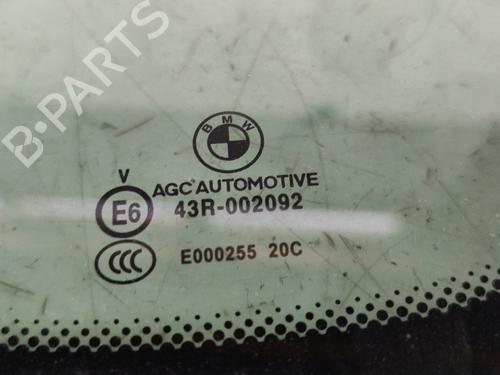 B-PARTS
BMW
AGC AUTOMOTIVE
V
E6 43R-002092
CCC E000255 20C